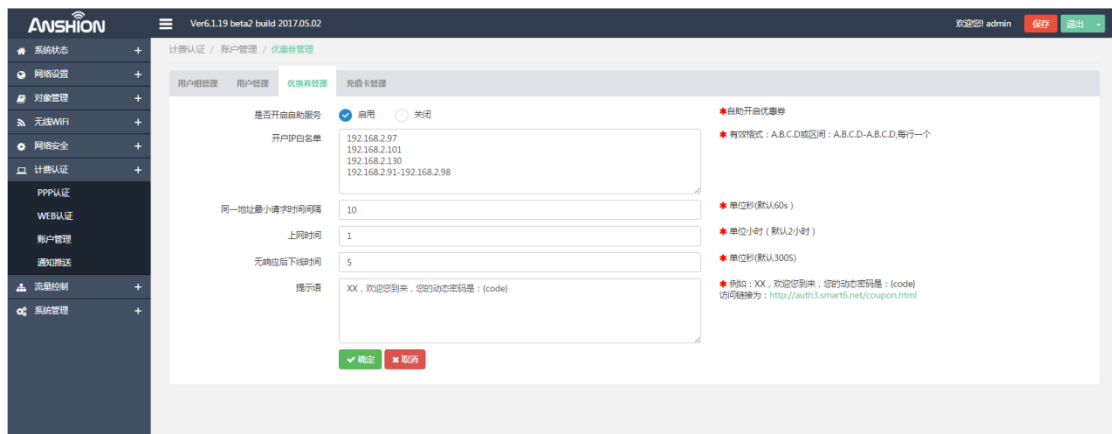 ANSHION
Ver6.1.19 beta2 build 2017.05.02
欢迎您! admin
保存
退出
系统状态 +
网络设置 +
对象管理 +
无线WiFi +
网络安全 +
计费认证 +
PPP认证
WEB认证
账户管理
通知推送
流量控制 +
系统管理 +
计费认证 / 账户管理 / 优惠券管理
用户组管理 用户管理 优惠券管理 充值卡管理
是否开启自助服务 启用 关闭 *自助开启优惠券
开户IP白名单
192.168.2.97
192.168.2.101
192.168.2.130
192.168.2.91-192.168.2.98
* 有效格式：A.B.C.D或区间：A.B.C.D-A.B.C.D,每行一个
同一地址最小请求时间间隔 10 * 单位秒(默认60s )
上网时间 1 * 单位小时 ( 默认2小时 )
无响应后下线时间 5 * 单位秒(默认300S)
提示语 XX，欢迎您到来，您的动态密码是：{code}
* 例如：XX，欢迎您到来，您的动态密码是：{code}
访问链接为：http://auth3.smart6.net/coupon.html
确定 取消